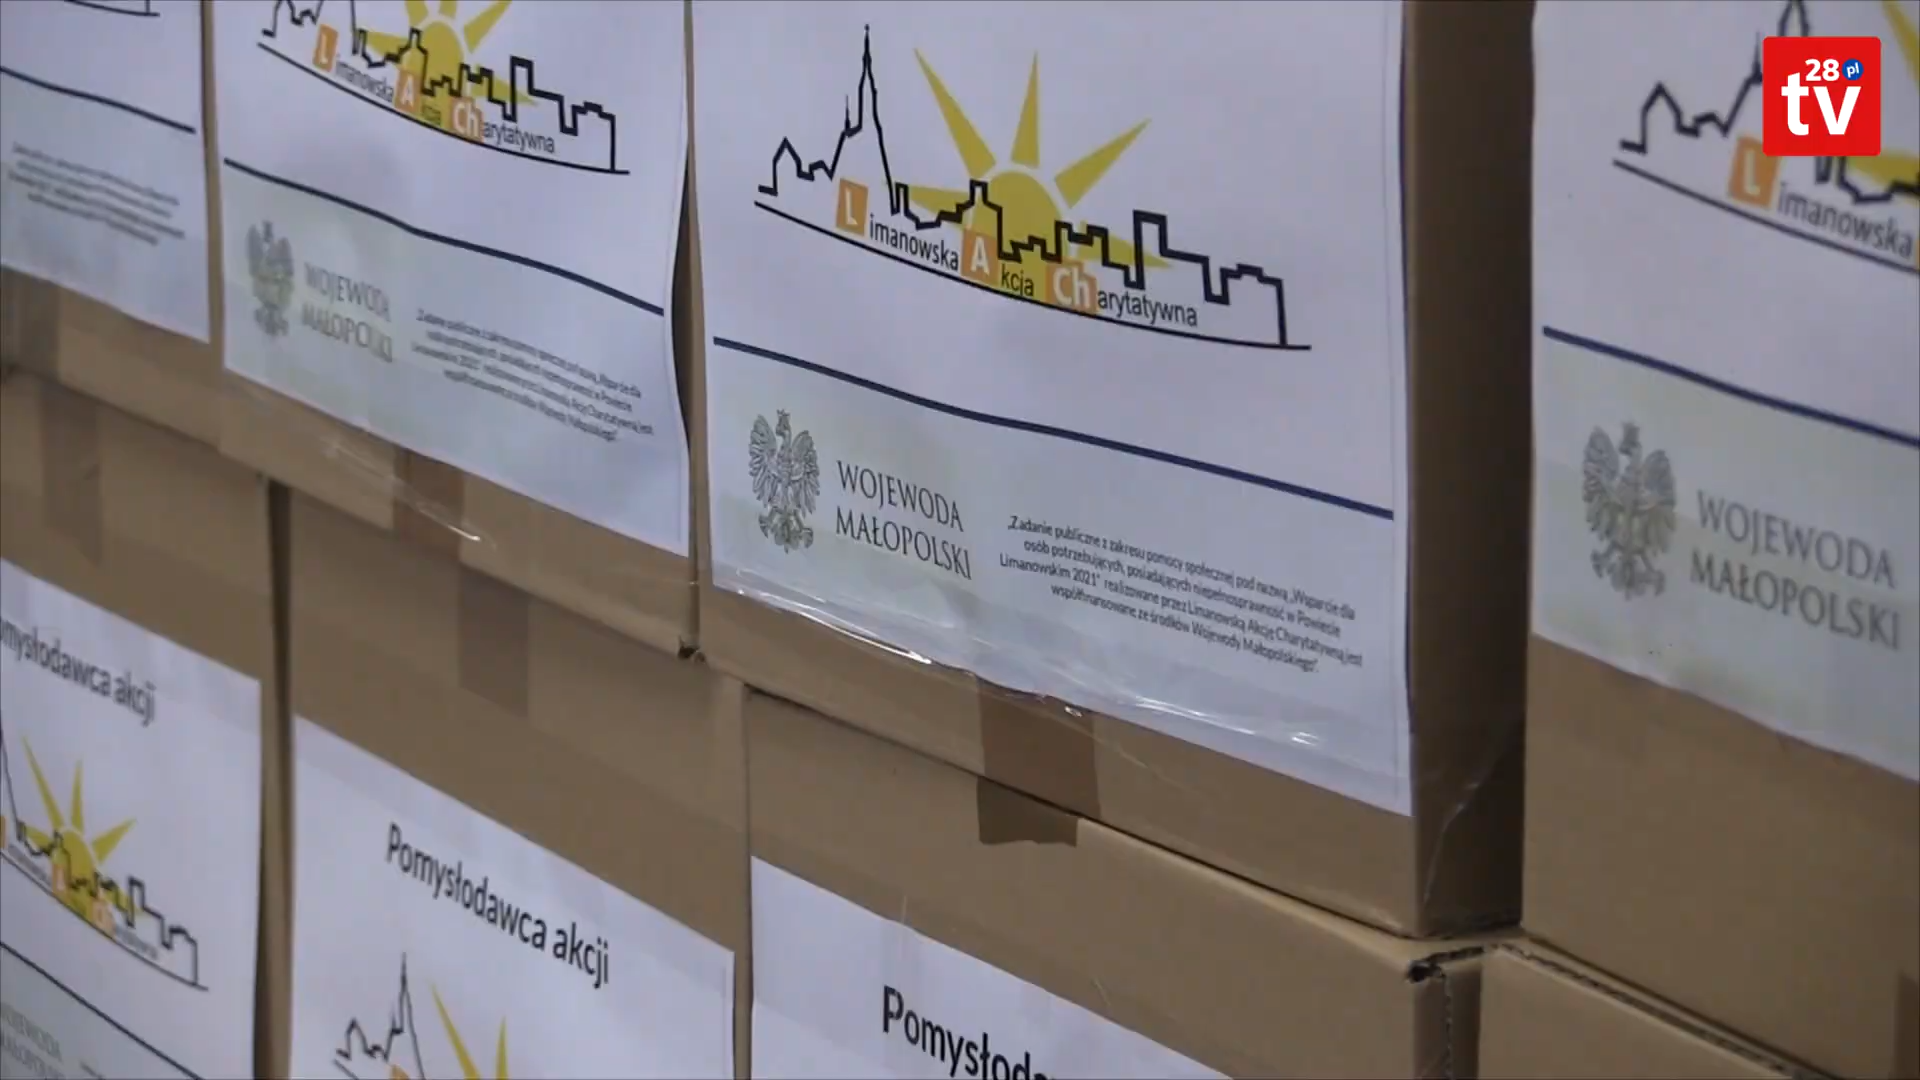 28 pl
tv
Limanowska Akcja Charytatywna
Limanowska Akcja Charytatywna
Limanowska
WOJEWODA
MAŁOPOLSKI
WOJEWODA
MAŁOPOLSKI
„Zadanie publiczne z zakresu pomocy społecznej pod nazwą „Wsparcie dla
osób potrzebujących, posiadających niepełnosprawność w Powiecie
Limanowskim 2021" realizowane przez Limanowską Akcję Charytatywną jest
współfinansowane ze środków Wojewody Małopolskiego".
WOJEWODA
MAŁOPOLSKI
omysłodawca akcji
Pomysłodawca akcji
Pomysłoda